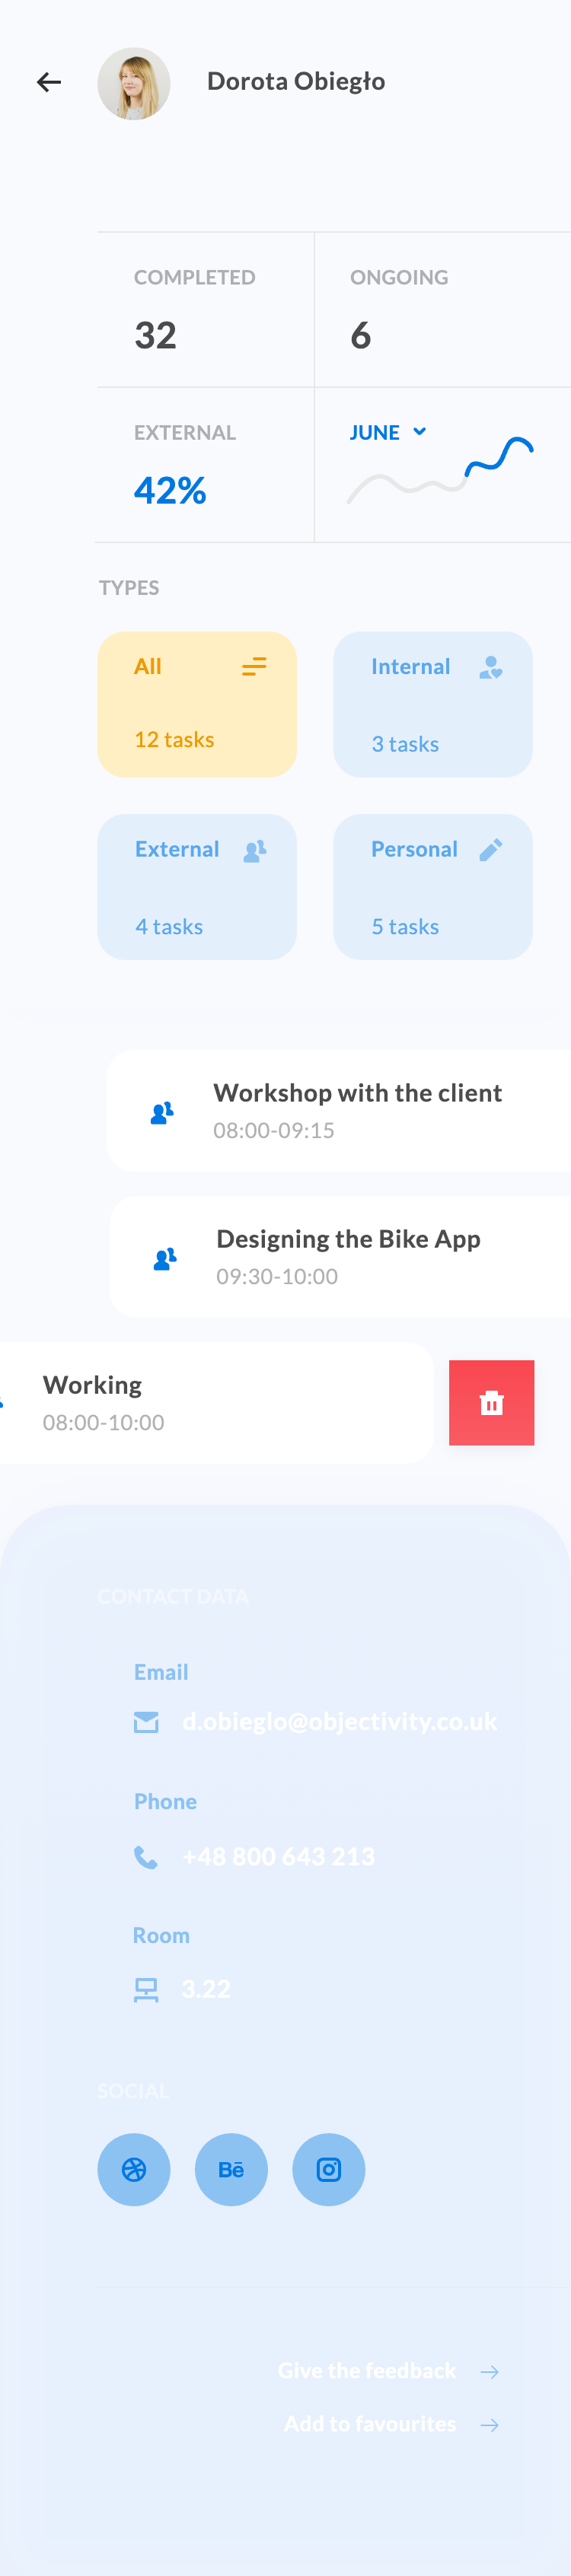 Dorota Obiegło
COMPLETED
32
ONGOING
6
EXTERNAL
42%
JUNE
TYPES
All
12 tasks
Internal
3 tasks
External
4 tasks
Personal
5 tasks
Workshop with the client
08:00-09:15
Designing the Bike App
09:30-10:00
Working
08:00-10:00
CONTACT DATA
Email
d.obieglo@objectivity.co.uk
Phone
+48 800 643 213
Room
3.22
SOCIAL
Bē
Give the feedback
Add to favourites